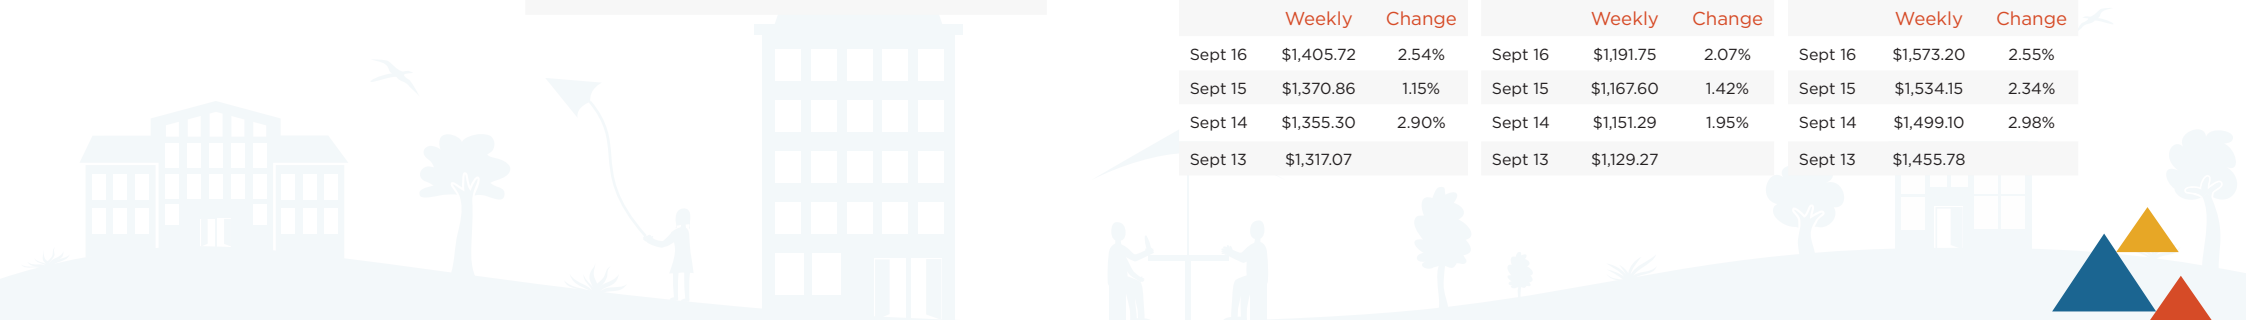 Weekly Change Weekly Change Weekly Change
Sept 16 $1,405.72 2.54% Sept 16 $1,191.75 2.07% Sept 16 $1,573.20 2.55%
Sept 15 $1,370.86 1.15% Sept 15 $1,167.60 1.42% Sept 15 $1,534.15 2.34%
Sept 14 $1,355.30 2.90% Sept 14 $1,151.29 1.95% Sept 14 $1,499.10 2.98%
Sept 13 $1,317.07 Sept 13 $1,129.27 Sept 13 $1,455.78